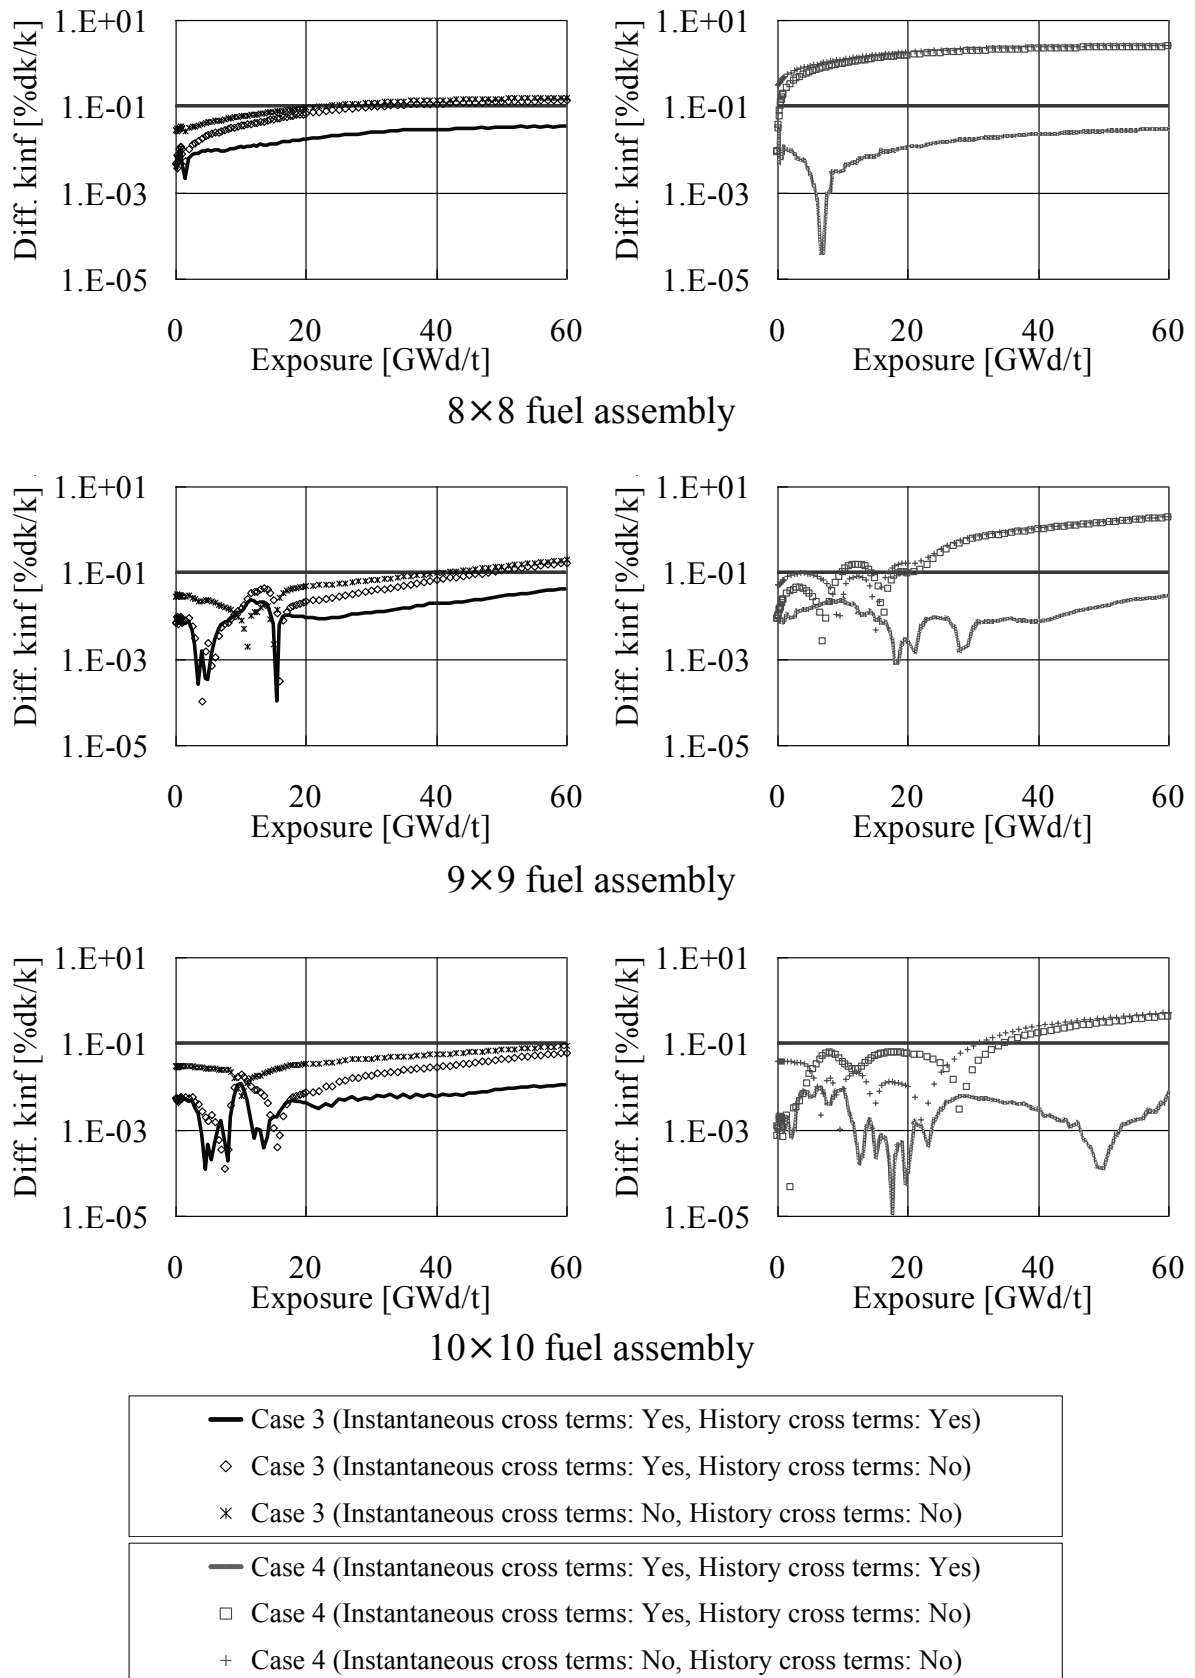 1.E+01
1.E-01
1.E-03
1.E-05
Diff. kinf [%dk/k]
0 20 40 60
Exposure [GWd/t]
1.E+01
1.E-01
1.E-03
1.E-05
Diff. kinf [%dk/k]
0 20 40 60
Exposure [GWd/t]
8×8 fuel assembly
1.E+01
1.E-01
1.E-03
1.E-05
Diff. kinf [%dk/k]
0 20 40 60
Exposure [GWd/t]
1.E+01
1.E-01
1.E-03
1.E-05
Diff. kinf [%dk/k]
0 20 40 60
Exposure [GWd/t]
9×9 fuel assembly
1.E+01
1.E-01
1.E-03
1.E-05
Diff. kinf [%dk/k]
0 20 40 60
Exposure [GWd/t]
1.E+01
1.E-01
1.E-03
1.E-05
Diff. kinf [%dk/k]
0 20 40 60
Exposure [GWd/t]
10×10 fuel assembly
Case 3 (Instantaneous cross terms: Yes, History cross terms: Yes)
Case 3 (Instantaneous cross terms: Yes, History cross terms: No)
Case 3 (Instantaneous cross terms: No, History cross terms: No)
Case 4 (Instantaneous cross terms: Yes, History cross terms: Yes)
Case 4 (Instantaneous cross terms: Yes, History cross terms: No)
Case 4 (Instantaneous cross terms: No, History cross terms: No)